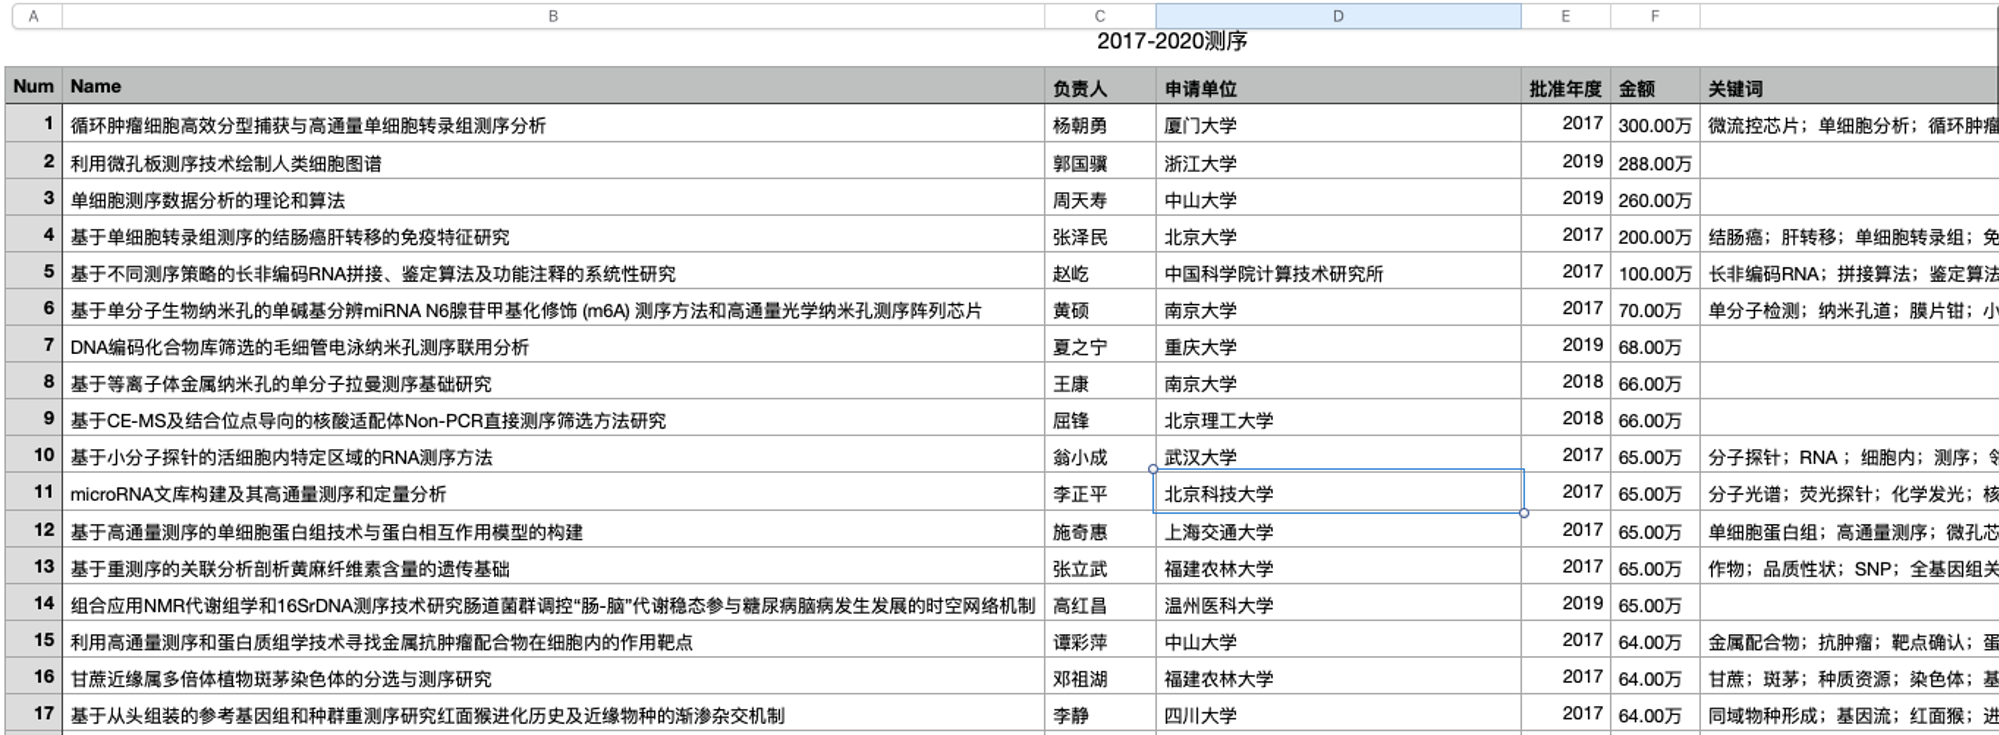 A B C D E F
2017-2020测序
Num Name 负责人 申请单位 批准年度 金额 关键词
1 循环肿瘤细胞高效分型捕获与高通量单细胞转录组测序分析 杨朝勇 厦门大学 2017 300.00万 微流控芯片；单细胞分析；循环肿瘤
2 利用微孔板测序技术绘制人类细胞图谱 郭国骥 浙江大学 2019 288.00万
3 单细胞测序数据分析的理论和算法 周天寿 中山大学 2019 260.00万
4 基于单细胞转录组测序的结肠癌肝转移的免疫特征研究 张泽民 北京大学 2017 200.00万 结肠癌；肝转移；单细胞转录组；免
5 基于不同测序策略的长非编码RNA拼接、鉴定算法及功能注释的系统性研究 赵屹 中国科学院计算技术研究所 2017 100.00万 长非编码RNA；拼接算法；鉴定算法
6 基于单分子生物纳米孔的单碱基分辨miRNA N6腺苷甲基化修饰 (m6A) 测序方法和高通量光学纳米孔测序阵列芯片 黄硕 南京大学 2017 70.00万 单分子检测；纳米孔道；膜片钳；小
7 DNA编码化合物库筛选的毛细管电泳纳米孔测序联用分析 夏之宁 重庆大学 2019 68.00万
8 基于等离子体金属纳米孔的单分子拉曼测序基础研究 王康 南京大学 2018 66.00万
9 基于CE-MS及结合位点导向的核酸适配体Non-PCR直接测序筛选方法研究 屈锋 北京理工大学 2018 66.00万
10 基于小分子探针的活细胞内特定区域的RNA测序方法 翁小成 武汉大学 2017 65.00万 分子探针；RNA；细胞内；测序；邻
11 microRNA文库构建及其高通量测序和定量分析 李正平 北京科技大学 2017 65.00万 分子光谱；荧光探针；化学发光；核
12 基于高通量测序的单细胞蛋白组技术与蛋白相互作用模型的构建 施奇惠 上海交通大学 2017 65.00万 单细胞蛋白组；高通量测序；微孔芯
13 基于重测序的关联分析剖析黄麻纤维素含量的遗传基础 张立武 福建农林大学 2017 65.00万 作物；品质性状；SNP；全基因组关
14 组合应用NMR代谢组学和16SrDNA测序技术研究肠道菌群调控“肠-脑”代谢稳态参与糖尿病脑病发生发展的时空网络机制 高红昌 温州医科大学 2019 65.00万
15 利用高通量测序和蛋白质组学技术寻找金属抗肿瘤配合物在细胞内的作用靶点 谭彩萍 中山大学 2017 64.00万 金属配合物；抗肿瘤；靶点确认；蛋
16 甘蔗近缘属多倍体植物斑茅染色体的分选与测序研究 邓祖湖 福建农林大学 2017 64.00万 甘蔗；斑茅；种质资源；染色体；基
17 基于从头组装的参考基因组和种群重测序研究红面猴进化历史及近缘物种的渐渗杂交机制 李静 四川大学 2017 64.00万 同域物种形成；基因流；红面猴；进